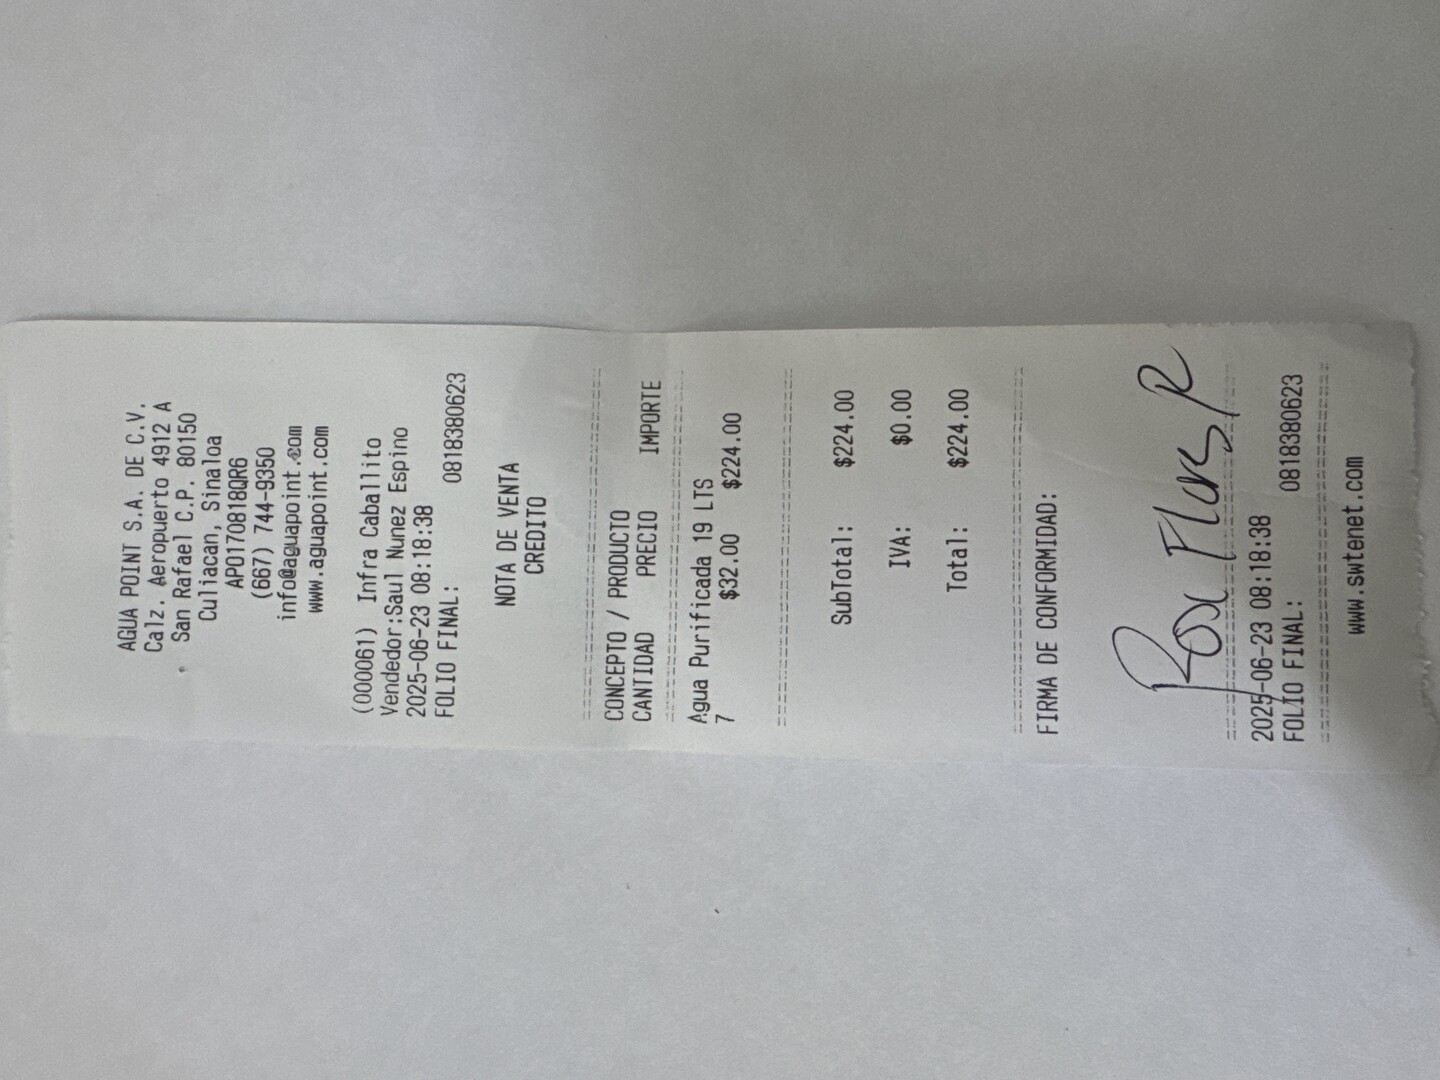 AGUA POINT S.A. DE C.V.
Calz. Aeropuerto 4912 A
San Rafael C.P. 80150
Culiacan, Sinaloa
APO170818QR6
(667) 744-9350
info@aguapoint.com
www.aguapoint.com
(000061) Infra Caballito
Vendedor:Saul Nunez Espino
2025-06-23 08:18:38
FOLIO FINAL: 0818380623
NOTA DE VENTA
CREDITO
CONCEPTO / PRODUCTO
CANTIDAD PRECIO IMPORTE
Agua Purificada 19 LTS
7 $32.00 $224.00
SubTotal: $224.00
IVA: $0.00
Total: $224.00
FIRMA DE CONFORMIDAD:
Rosa Flores R
2025-06-23 08:18:38
FOLIO FINAL: 0818380623
www.swtenet.com